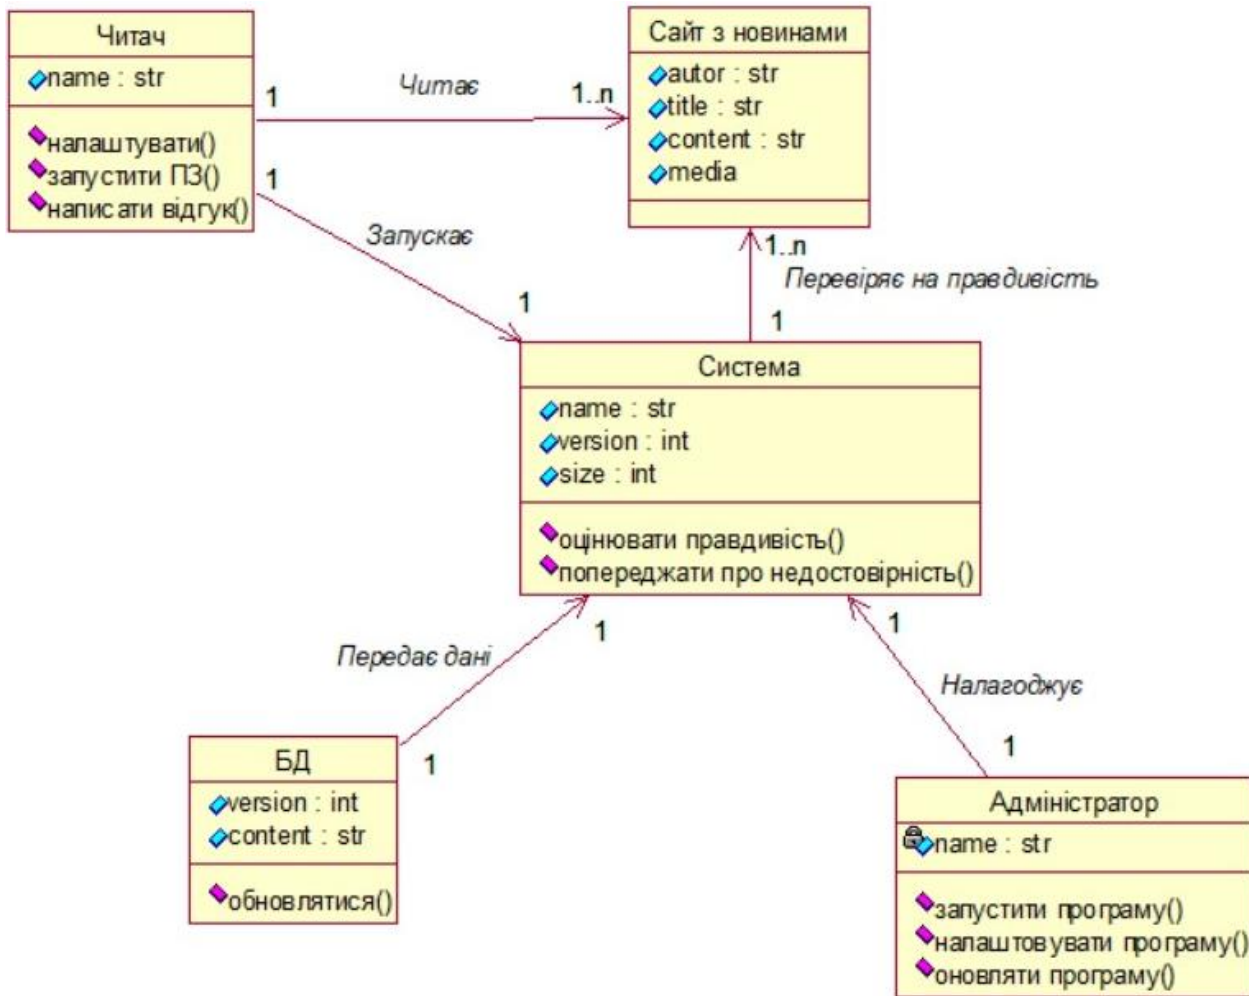 Читач
name : str
налаштувати()
запустити ПЗ()
написати відгук()
1
Читає
1..n
Сайт з новинами
autor : str
title : str
content : str
media
1
Запускає
1
1..n
Перевіряє на правдивість
1
Система
name : str
version : int
size : int
оцінювати правдивість()
попереджати про недостовірність()
1
Передає дані
1
1
Налагоджує
1
БД
version : int
content : str
обновлятися()
Адміністратор
name : str
запустити програму()
налаштовувати програму()
оновляти програму()